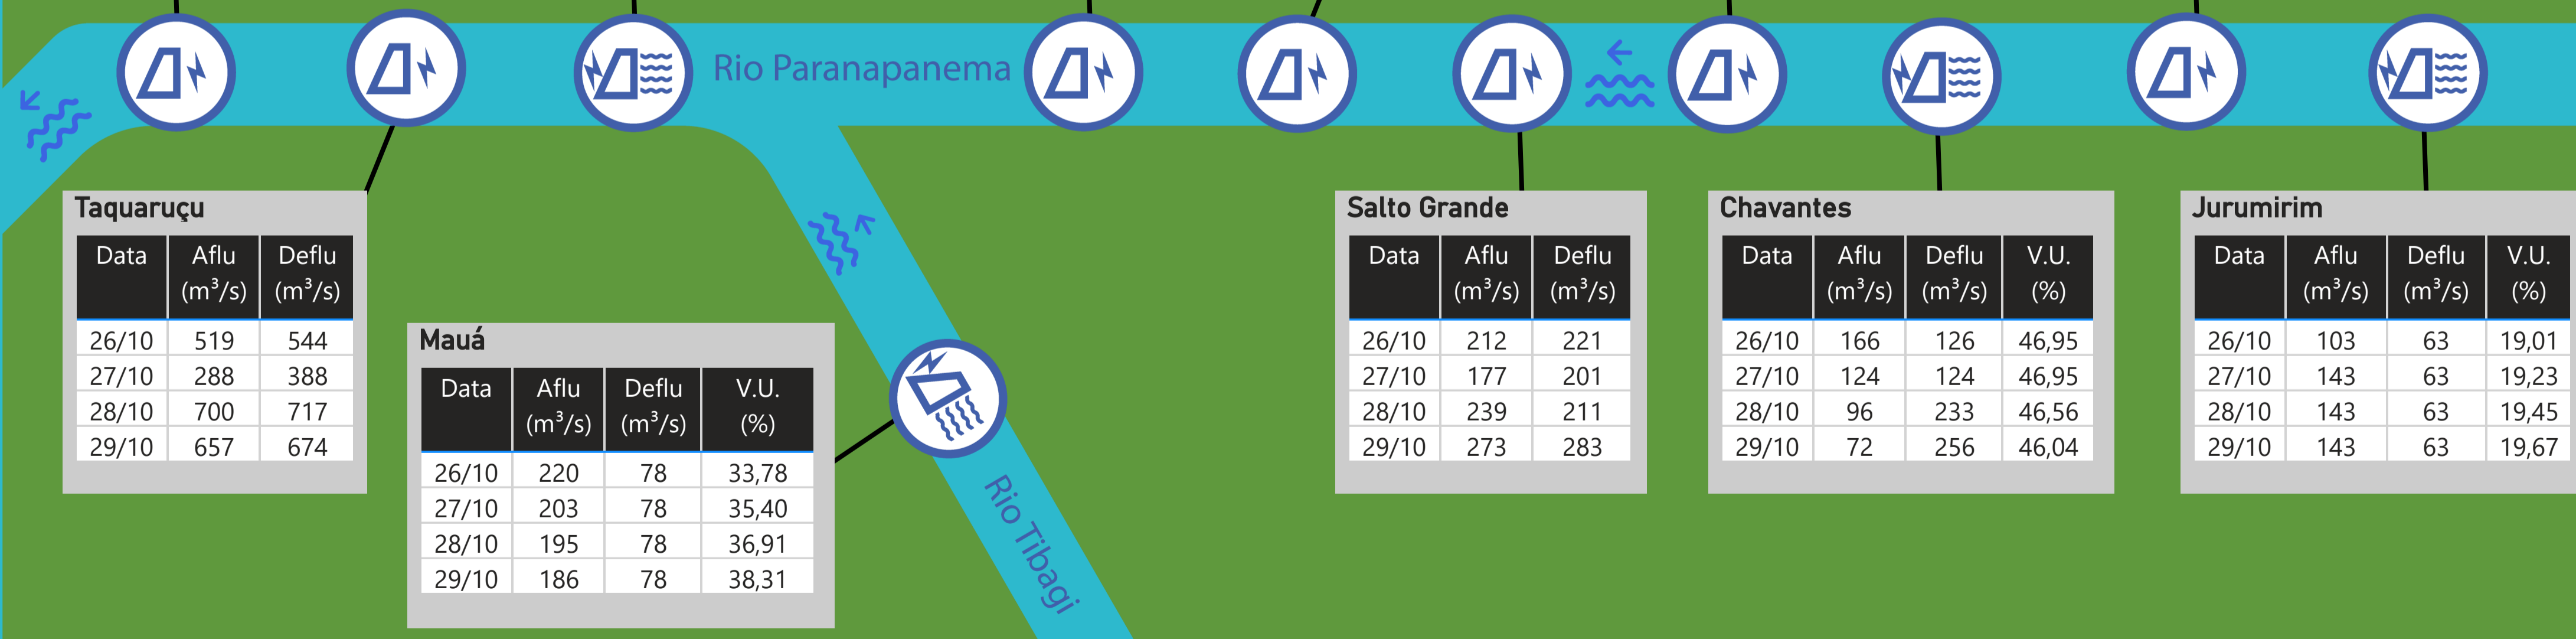 Rio Paranapanema
Taquaruçu
Data Aflu (m³/s) Deflu (m³/s)
26/10 519 544
27/10 288 388
28/10 700 717
29/10 657 674
Mauá
Data Aflu (m³/s) Deflu (m³/s) V.U. (%)
26/10 220 78 33,78
27/10 203 78 35,40
28/10 195 78 36,91
29/10 186 78 38,31
Rio Tibagi
Salto Grande
Data Aflu (m³/s) Deflu (m³/s)
26/10 212 221
27/10 177 201
28/10 239 211
29/10 273 283
Chavantes
Data Aflu (m³/s) Deflu (m³/s) V.U. (%)
26/10 166 126 46,95
27/10 124 124 46,95
28/10 96 233 46,56
29/10 72 256 46,04
Jurumirim
Data Aflu (m³/s) Deflu (m³/s) V.U. (%)
26/10 103 63 19,01
27/10 143 63 19,23
28/10 143 63 19,45
29/10 143 63 19,67